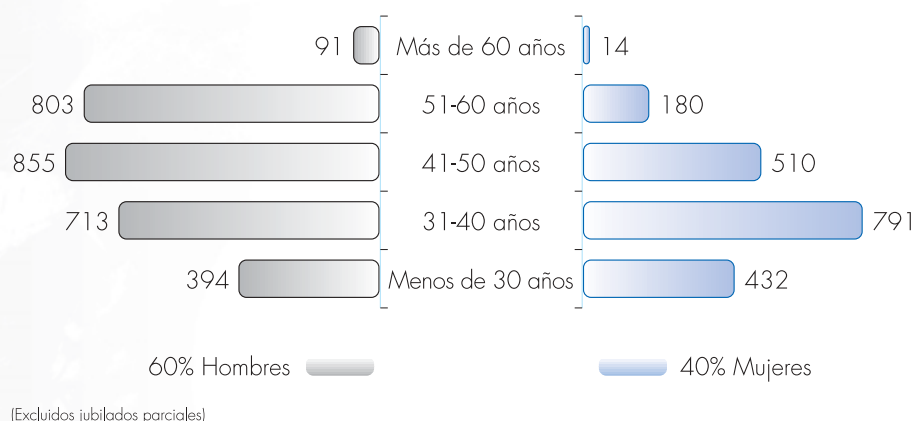 91 Más de 60 años 14
803 51-60 años 180
855 41-50 años 510
713 31-40 años 791
394 Menos de 30 años 432
60% Hombres 40% Mujeres
(Excluidos jubilados parciales)